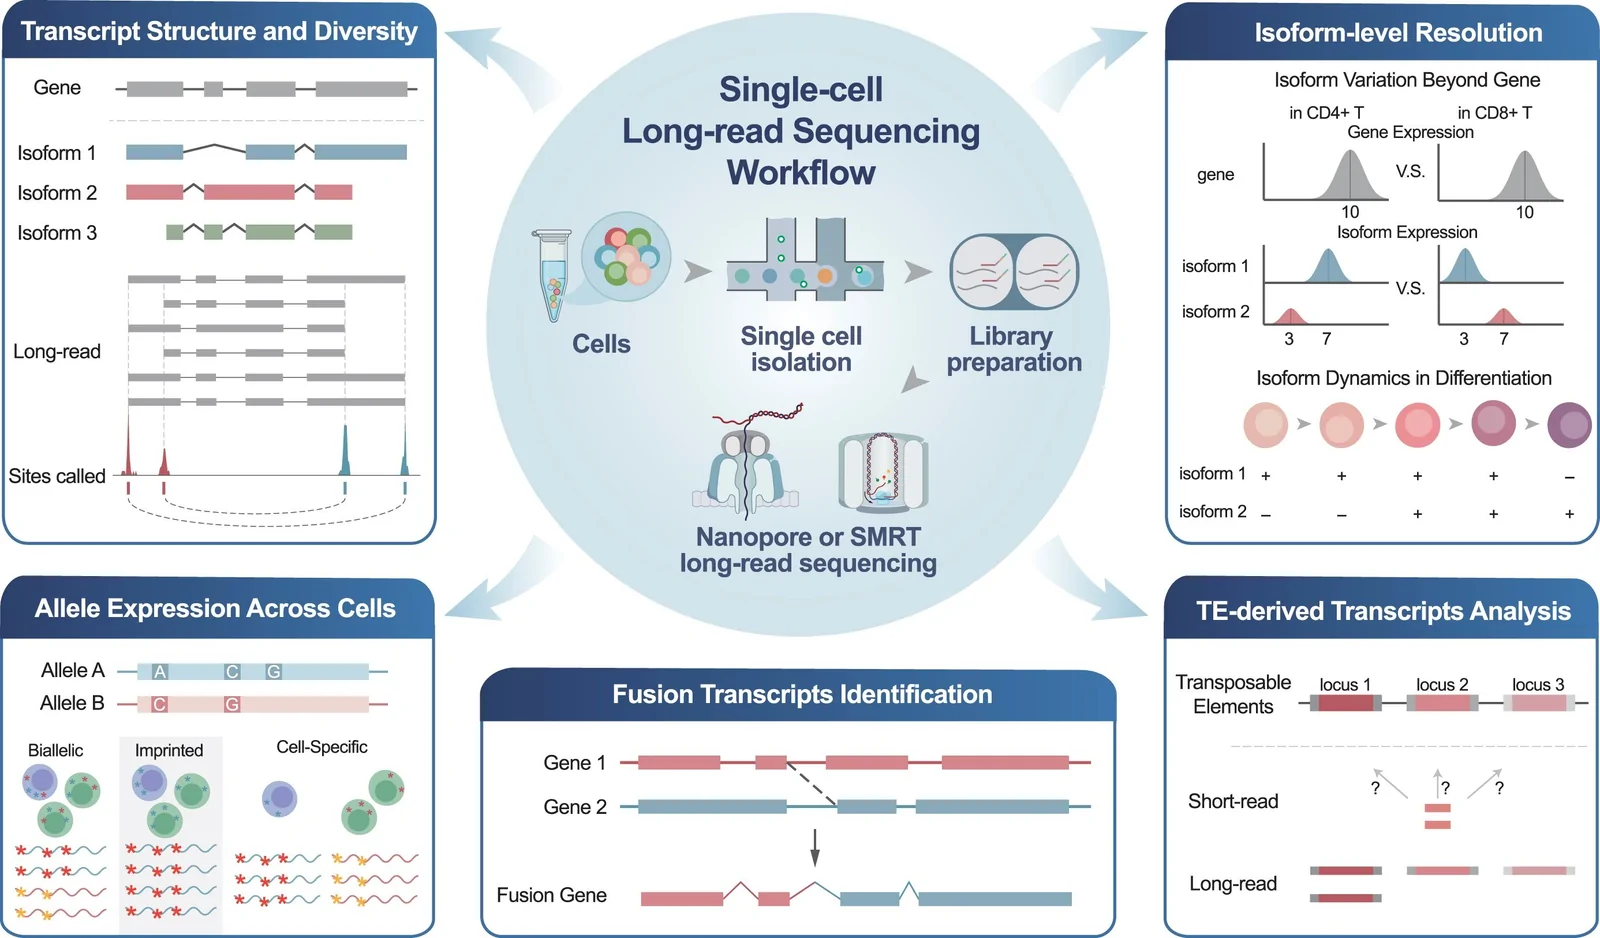 Transcript Structure and Diversity
Gene
Isoform 1
Isoform 2
Isoform 3
Long-read
Sites called
Single-cell
Long-read Sequencing
Workflow
Cells
Single cell
isolation
Library
preparation
Nanopore or SMRT
long-read sequencing
Isoform-level Resolution
Isoform Variation Beyond Gene
in CD4+ T
in CD8+ T
Gene Expression
gene
V.S.
10
10
Isoform Expression
isoform 1
V.S.
isoform 2
3
7
3
7
Isoform Dynamics in Differentiation
isoform 1 + + + + –
isoform 2 – – + + +
Allele Expression Across Cells
Allele A
A C G
Allele B
C G
Biallelic
Imprinted
Cell-Specific
Fusion Transcripts Identification
Gene 1
Gene 2
Fusion Gene
TE-derived Transcripts Analysis
Transposable
Elements
locus 1
locus 2
locus 3
Short-read
? ? ?
Long-read